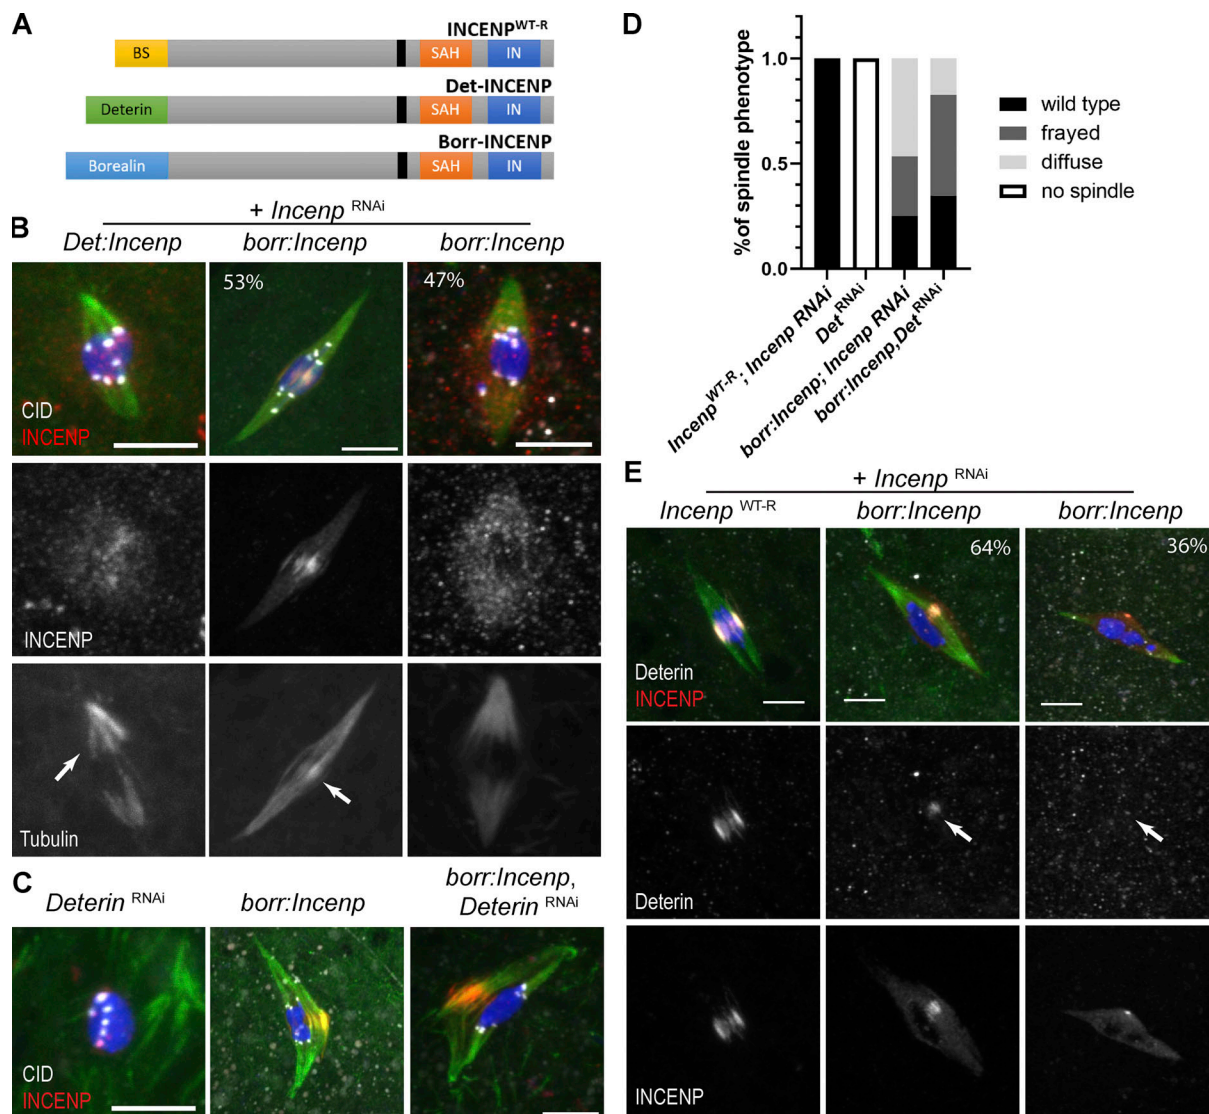 A
INCENP^WT-R
BS
SAH
IN
Det-INCENP
Deterin
SAH
IN
Borr-INCENP
Borealin
SAH
IN
B
+ Incenp RNAi
Det:Incenp
borr:Incenp
borr:Incenp
53%
47%
CID
INCENP
INCENP
Tubulin
C
Deterin RNAi
borr:Incenp
borr:Incenp,
Deterin RNAi
CID
INCENP
D
%of spindle phenotype
1.0
0.5
0.0
Incenp^WT-R; Incenp RNAi
Det^RNAi
borr:Incenp; Incenp RNAi
borr:Incenp,Det^RNAi
wild type
frayed
diffuse
no spindle
E
+ Incenp RNAi
Incenp WT-R
borr:Incenp
borr:Incenp
64%
36%
Deterin
INCENP
Deterin
INCENP